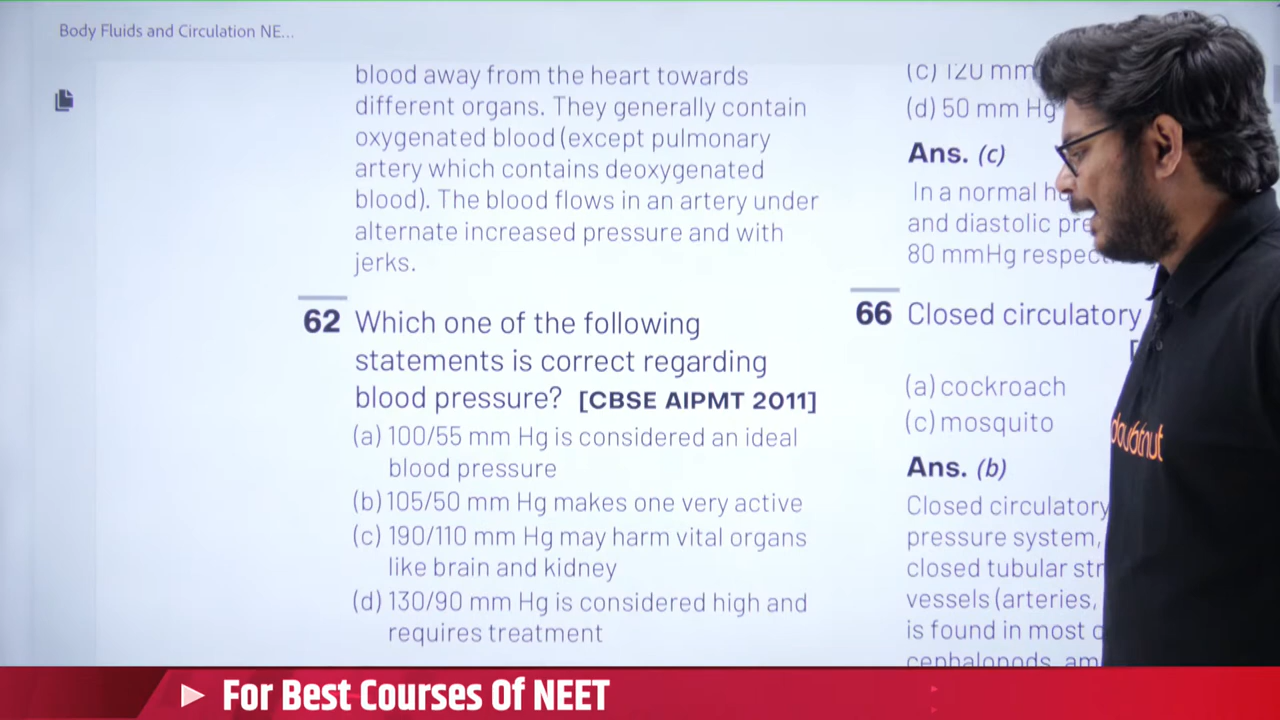 Body Fluids and Circulation NE...
blood away from the heart towards
different organs. They generally contain
oxygenated blood (except pulmonary
artery which contains deoxygenated
blood). The blood flows in an artery under
alternate increased pressure and with
jerks.
62 Which one of the following
statements is correct regarding
blood pressure? [CBSE AIPMT 2011]
(a) 100/55 mm Hg is considered an ideal
blood pressure
(b) 105/50 mm Hg makes one very active
(c) 190/110 mm Hg may harm vital organs
like brain and kidney
(d) 130/90 mm Hg is considered high and
requires treatment
(c) 120 mm
(d) 50 mm Hg
Ans. (c)
In a normal
and diastolic
80 mmHg
66 Closed circulatory
(a) cockroach
(c) mosquito
Ans. (b)
Closed circulatory
pressure system,
closed tubular
vessels (arteries,
is found in most
cephalopods,
doubtnut
For Best Courses Of NEET